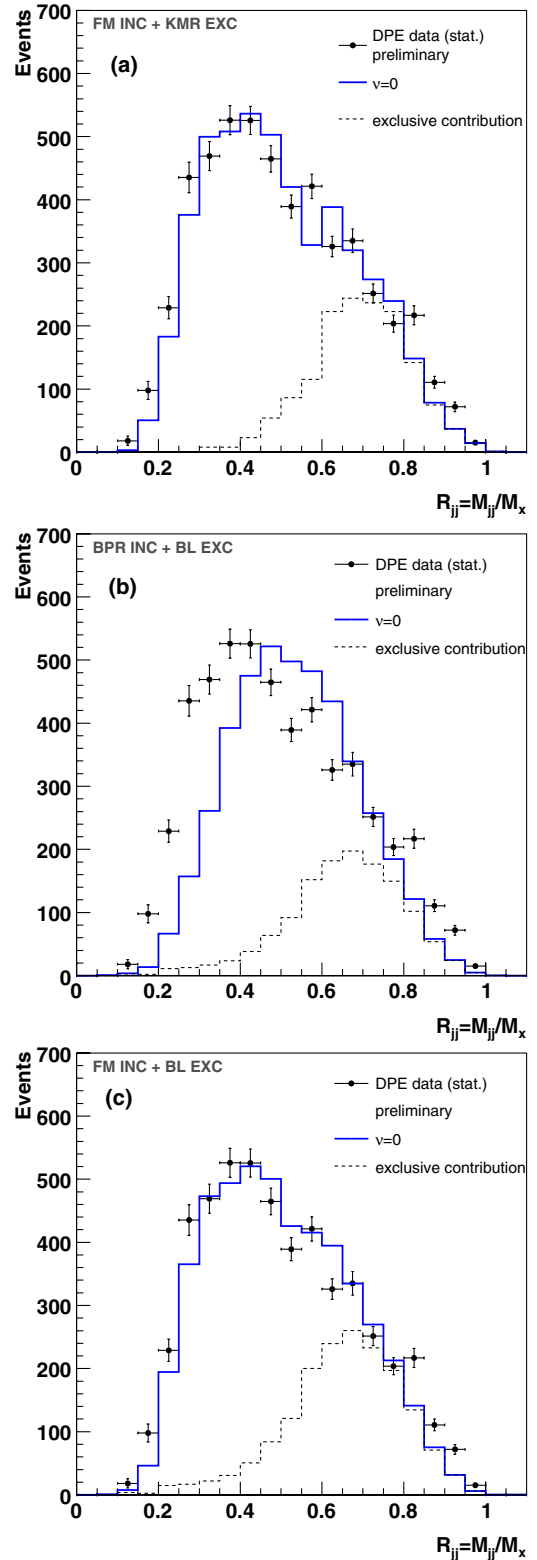 Events
700
FM INC + KMR EXC
(a)
DPE data (stat.)
preliminary
ν=0
exclusive contribution
600
500
400
300
200
100
0
0 0.2 0.4 0.6 0.8 1
R_jj=M_jj/M_x
Events
700
BPR INC + BL EXC
(b)
DPE data (stat.)
preliminary
ν=0
exclusive contribution
600
500
400
300
200
100
0
0 0.2 0.4 0.6 0.8 1
R_jj=M_jj/M_x
Events
700
FM INC + BL EXC
(c)
DPE data (stat.)
preliminary
ν=0
exclusive contribution
600
500
400
300
200
100
0
0 0.2 0.4 0.6 0.8 1
R_jj=M_jj/M_x